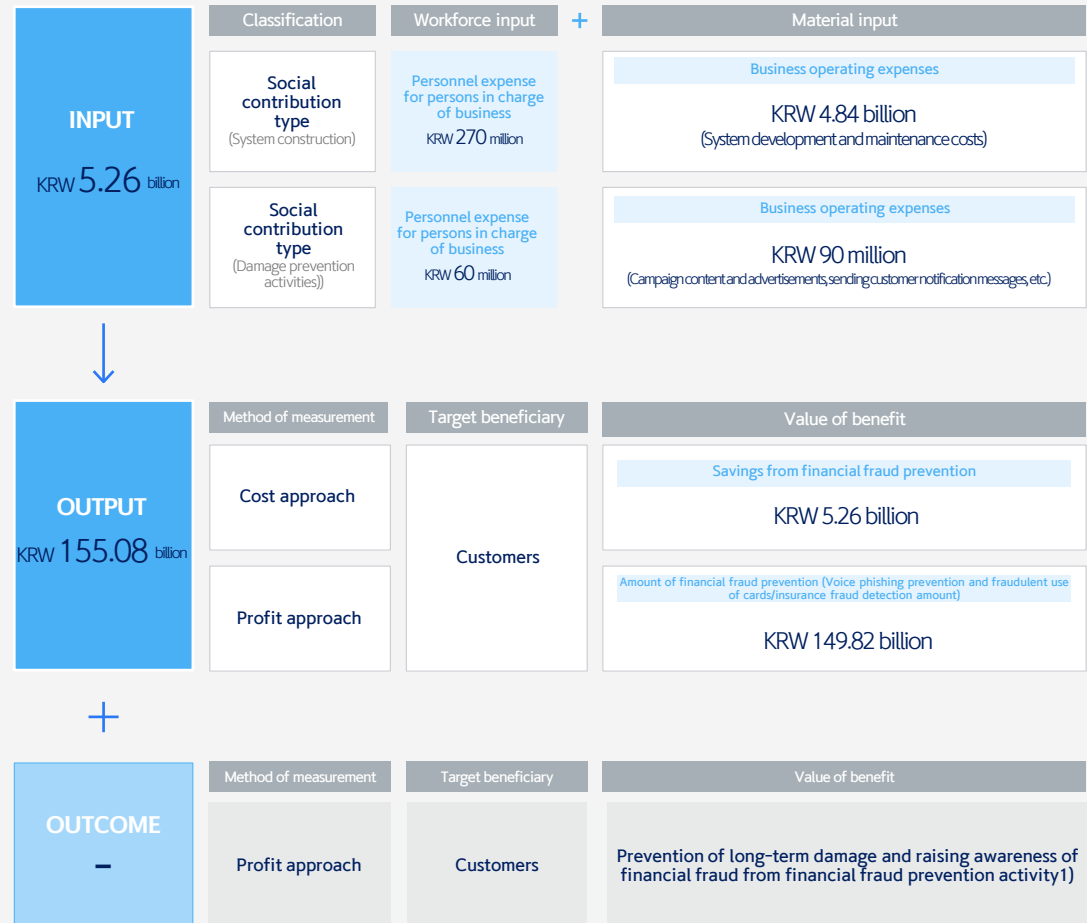 INPUT
KRW 5.26 billion
Classification
Workforce input
+
Material input
Social
contribution
type
(System construction)
Personnel expense
for persons in charge
of business
KRW 270 million
Business operating expenses
KRW 4.84 billion
(System development and maintenance costs)
Social
contribution
type
(Damage prevention
activities))
Personnel expense
for persons in charge
of business
KRW 60 million
Business operating expenses
KRW 90 million
(Campaign content and advertisements, sending customer notification messages, etc.)
OUTPUT
KRW 155.08 billion
Method of measurement
Target beneficiary
Value of benefit
Cost approach
Customers
Savings from financial fraud prevention
KRW 5.26 billion
Profit approach
Amount of financial fraud prevention (Voice phishing prevention and fraudulent use
of cards/insurance fraud detection amount)
KRW 149.82 billion
+
OUTCOME
–
Method of measurement
Target beneficiary
Value of benefit
Profit approach
Customers
Prevention of long-term damage and raising awareness of
financial fraud from financial fraud prevention activity1)